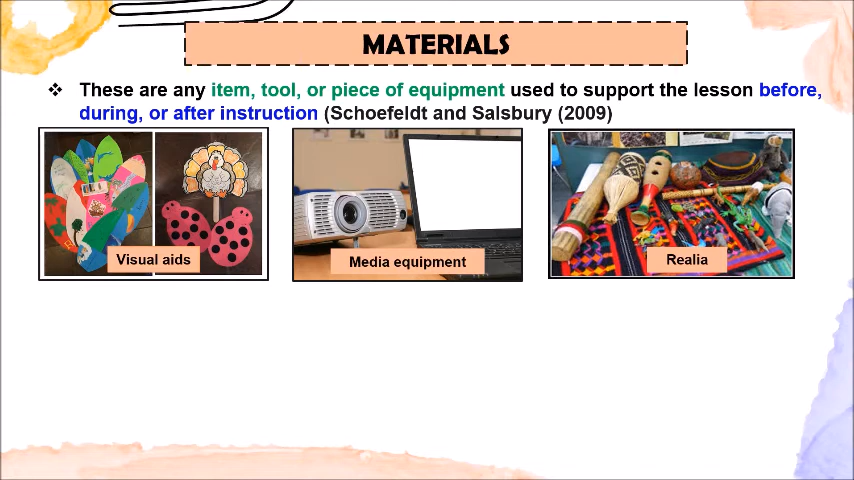 MATERIALS
❖ These are any item, tool, or piece of equipment used to support the lesson before,
during, or after instruction (Schoefeldt and Salsbury (2009)
Visual aids
Media equipment
Realia